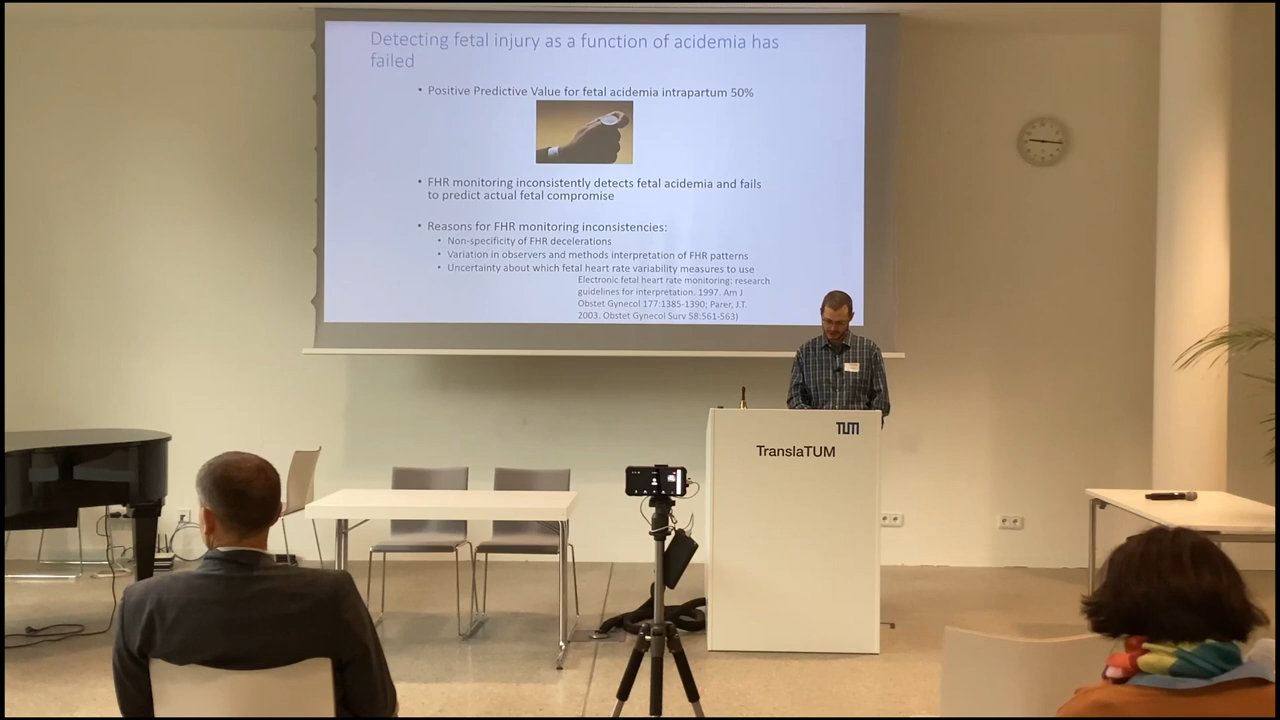 Detecting fetal injury as a function of acidemia has
failed
• Positive Predictive Value for fetal acidemia intrapartum 50%
• FHR monitoring inconsistently detects fetal acidemia and fails
to predict actual fetal compromise
• Reasons for FHR monitoring inconsistencies:
• Non-specificity of FHR decelerations
• Variation in observers and methods interpretation of FHR patterns
• Uncertainty about which fetal heart rate variability measures to use
Electronic fetal heart rate monitoring: research
guidelines for interpretation. 1997. Am J
Obstet Gynecol 177:1385-1390; Parer, J.T.
2003. Obstet Gynecol Surv 58:561-563)
TUM
TranslaTUM